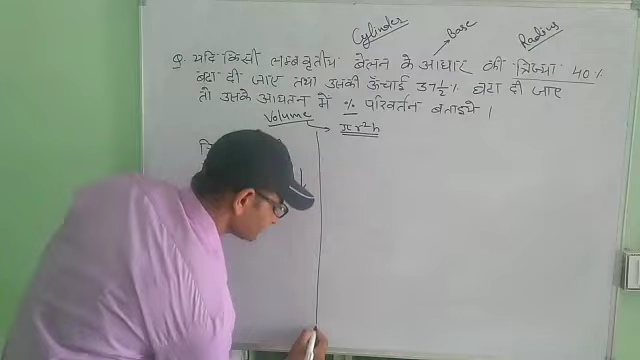 Cylinder Base Radius
Q. यदि किसी लम्बवृतीय बेलन के आधार की त्रिज्या 40%
बढा दी जाए तथा उसकी ऊँचाई 37½% घटा दी जाए
तो उसके आयतन में % परिवर्तन बताइये।
Volume → πr²h